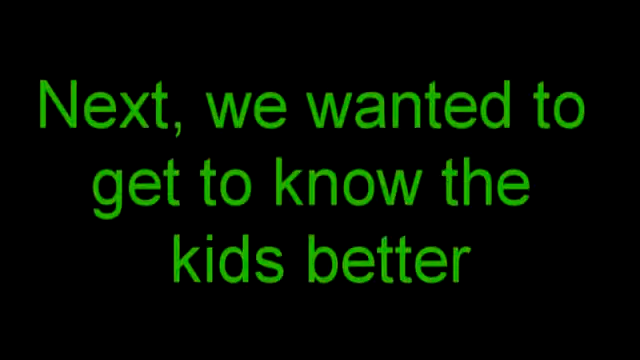 Next, we wanted to
get to know the
kids better